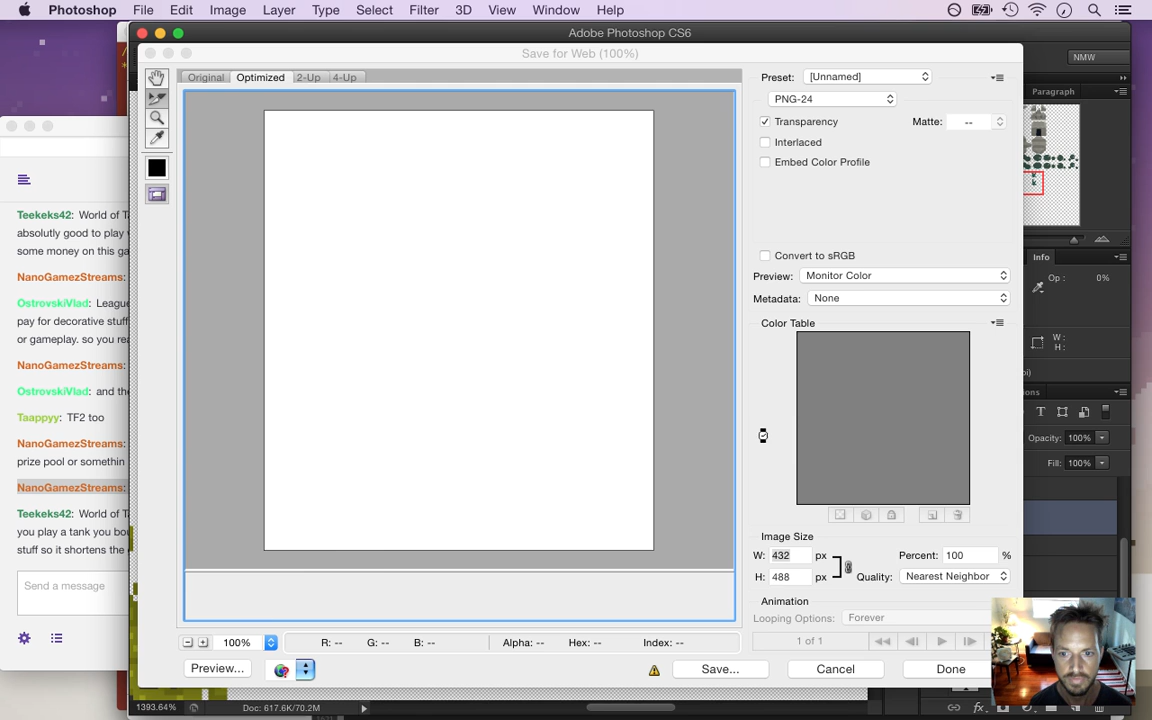 Photoshop File Edit Image Layer Type Select Filter 3D View Window Help
Adobe Photoshop CS6
Save for Web (100%)
NMW
Original Optimized 2-Up 4-Up
Preset: [Unnamed]
Paragraph
PNG-24
Transparency Matte: --
Interlaced
Embed Color Profile
Convert to sRGB
Info
Preview: Monitor Color
Op : 0%
Metadata: None
Color Table
W :
H :
Opacity: 100%
Fill: 100%
Image Size
W: 432 px Percent: 100 %
H: 488 px Quality: Nearest Neighbor
Animation
Looping Options: Forever
1 of 1
100% R: -- G: -- B: -- Alpha: -- Hex: -- Index: --
Preview... Save... Cancel Done
1393.64% Doc: 617.6K/70.2M
fx
Teekeks42: World of T
absolutly good to play
some money on this ga
NanoGamezStreams:
OstrovskiVlad: League
pay for decorative stuff
or gameplay. so you rea
NanoGamezStreams:
OstrovskiVlad: and the
Taappyy: TF2 too
NanoGamezStreams:
prize pool or somethin
NanoGamezStreams:
Teekeks42: World of T
you play a tank you bou
stuff so it shortens the
Send a message